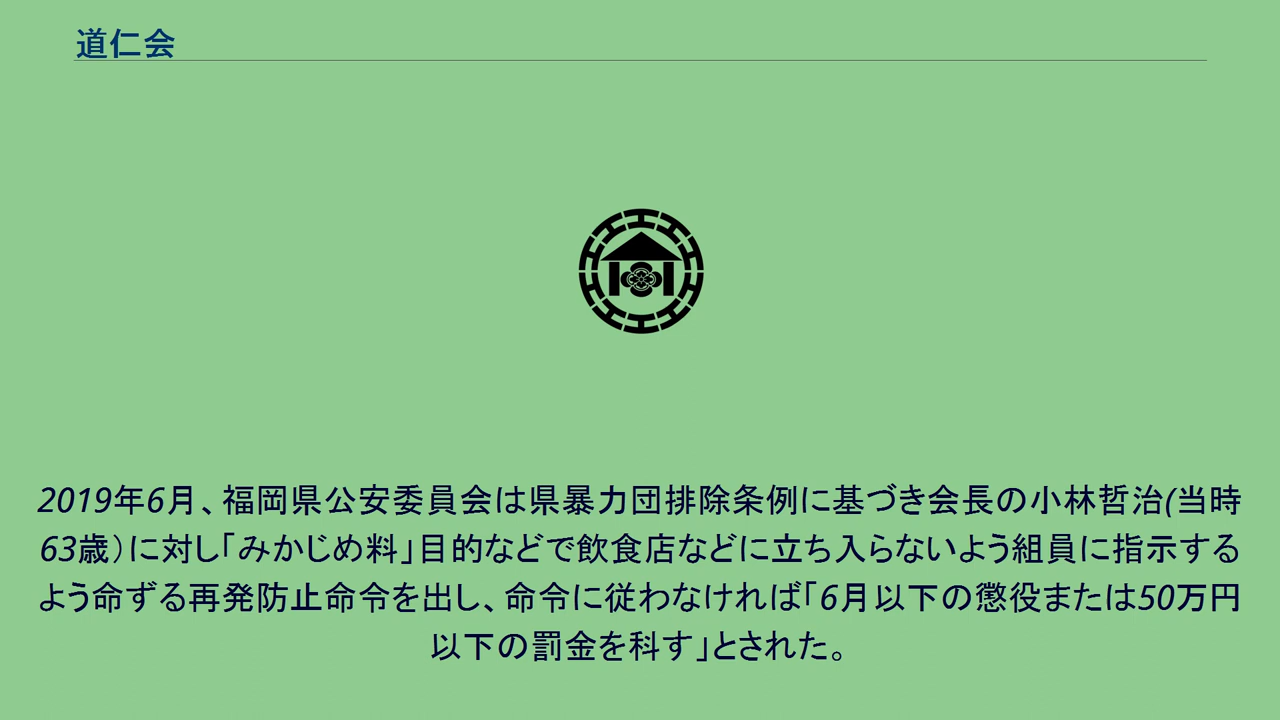 道仁会
2019年6月、福岡県公安委員会は県暴力団排除条例に基づき会長の小林哲治(当時
63歳）に対し「みかじめ料」目的などで飲食店などに立ち入らないよう組員に指示する
よう命ずる再発防止命令を出し、命令に従わなければ「6月以下の懲役または50万円
以下の罰金を科す」とされた。